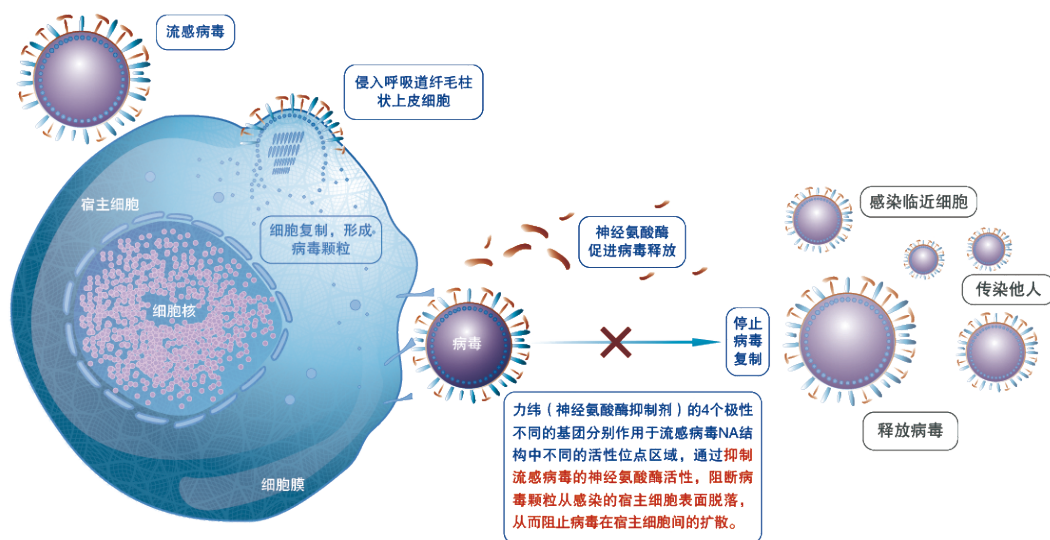 流感病毒
侵入呼吸道纤毛柱
状上皮细胞
宿主细胞
细胞复制，形成
病毒颗粒
细胞核
细胞膜
神经氨酸酶
促进病毒释放
病毒
停止
病毒
复制
力纬（神经氨酸酶抑制剂）的4个极性
不同的基团分别作用于流感病毒NA结
构中不同的活性位点区域，通过抑制
流感病毒的神经氨酸酶活性，阻断病
毒颗粒从感染的宿主细胞表面脱落，
从而阻止病毒在宿主细胞间的扩散。
感染临近细胞
传染他人
释放病毒